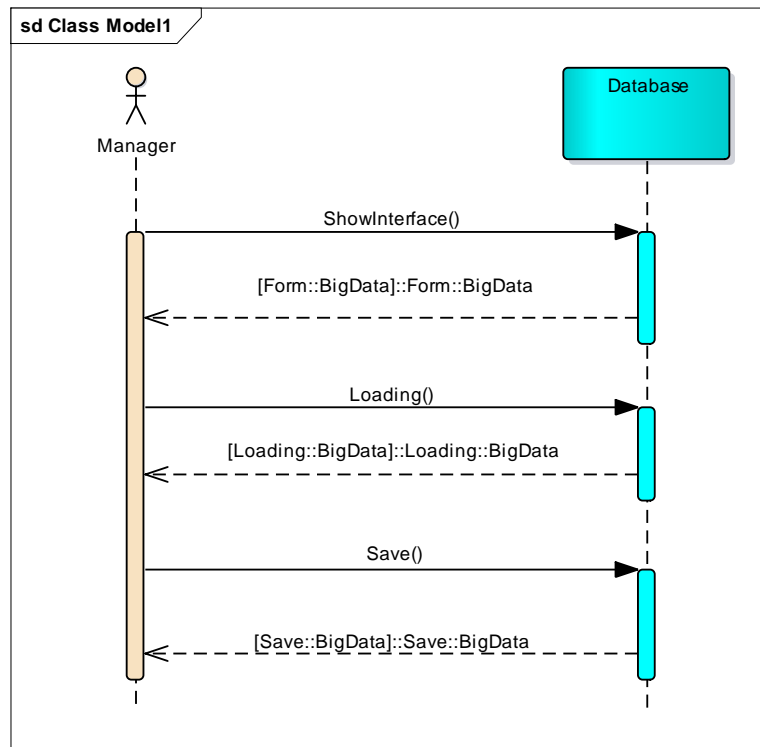 sd Class Model1
Database
Manager
ShowInterface()
[Form::BigData]::Form::BigData
Loading()
[Loading::BigData]::Loading::BigData
Save()
[Save::BigData]::Save::BigData